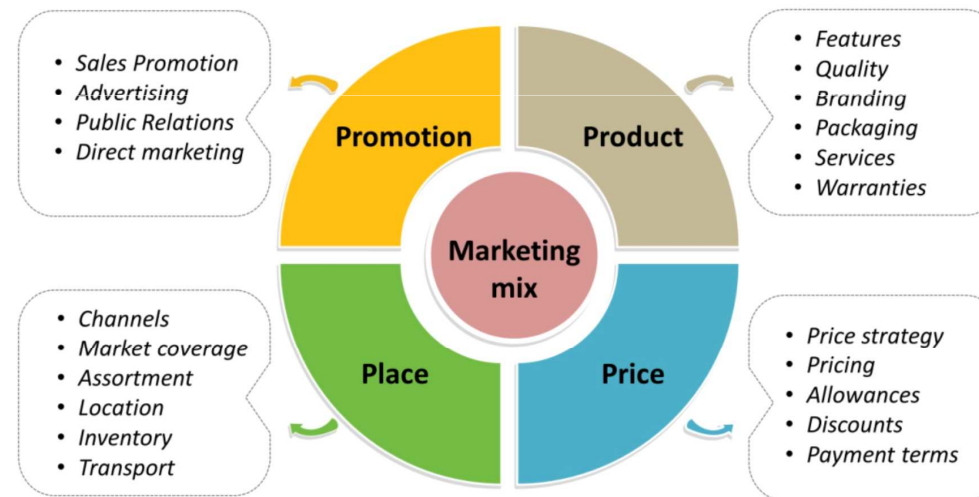 • Sales Promotion
• Advertising
• Public Relations
• Direct marketing
Promotion
Product
• Features
• Quality
• Branding
• Packaging
• Services
• Warranties
Marketing
mix
• Channels
• Market coverage
• Assortment
• Location
• Inventory
• Transport
Place
Price
• Price strategy
• Pricing
• Allowances
• Discounts
• Payment terms